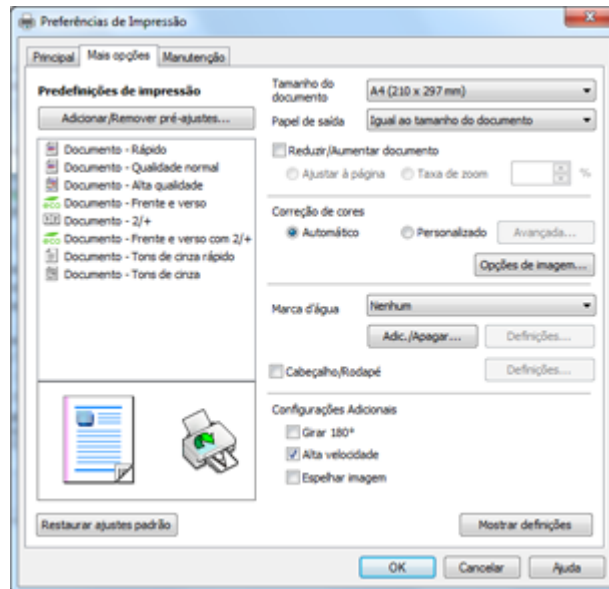 Preferências de Impressão
Principal
Mais opções
Manutenção
Predefinições de impressão
Adicionar/Remover pré-ajustes...
Documento - Rápido
Documento - Qualidade normal
Documento - Alta qualidade
Documento - Frente e verso
Documento - 2/+
Documento - Frente e verso com 2/+
Documento - Tons de cinza rápido
Documento - Tons de cinza
Restaurar ajustes padrão
Tamanho do
documento
A4 (210 x 297 mm)
Papel de saída
Igual ao tamanho do documento
Reduzir/Aumentar documento
Ajustar à página
Taxa de zoom
%
Correção de cores
Automático
Personalizado
Avançada...
Opções de imagem...
Marca d'água
Nenhum
Adic./Apagar...
Definições...
Cabeçalho/Rodapé
Definições...
Configurações Adicionais
Girar 180°
Alta velocidade
Espelhar imagem
Mostrar definições
OK
Cancelar
Ajuda